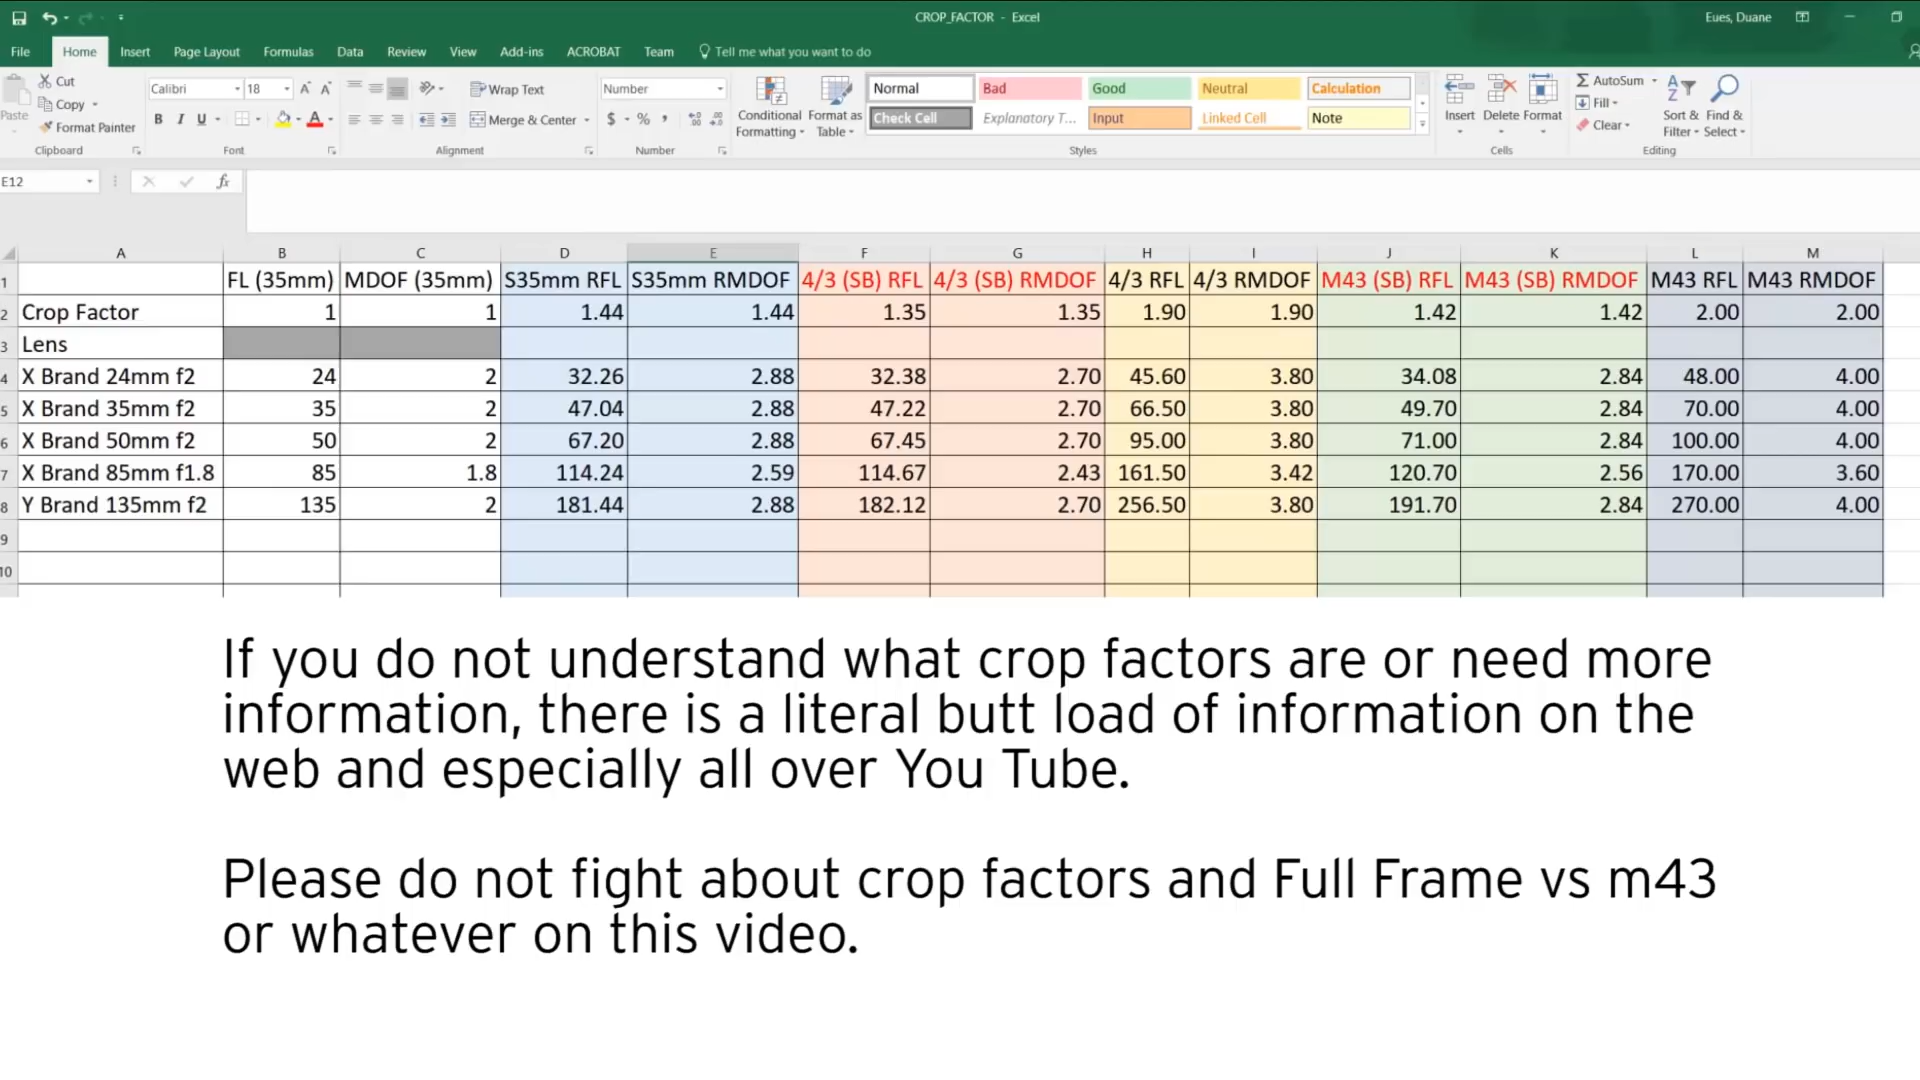 CROP_FACTOR - Excel
Eues, Duane
File Home Insert Page Layout Formulas Data Review View Add-ins ACROBAT Team Tell me what you want to do
Paste
Cut
Copy
Format Painter
Clipboard
Calibri 18
B I U
Font
Wrap Text
Merge & Center
Alignment
Number
$ % ,
Number
Conditional Formatting
Format as Table
Normal Bad Good Neutral Calculation
Check Cell Explanatory T... Input Linked Cell Note
Styles
Insert Delete Format
Cells
AutoSum
Fill
Clear
Sort & Filter
Find & Select
Editing
E12 fx
A B C D E F G H I J K L M
1 FL (35mm) MDOF (35mm) S35mm RFL S35mm RMDOF 4/3 (SB) RFL 4/3 (SB) RMDOF 4/3 RFL 4/3 RMDOF M43 (SB) RFL M43 (SB) RMDOF M43 RFL M43 RMDOF
2 Crop Factor 1 1 1.44 1.44 1.35 1.35 1.90 1.90 1.42 1.42 2.00 2.00
3 Lens
4 X Brand 24mm f2 24 2 32.26 2.88 32.38 2.70 45.60 3.80 34.08 2.84 48.00 4.00
5 X Brand 35mm f2 35 2 47.04 2.88 47.22 2.70 66.50 3.80 49.70 2.84 70.00 4.00
6 X Brand 50mm f2 50 2 67.20 2.88 67.45 2.70 95.00 3.80 71.00 2.84 100.00 4.00
7 X Brand 85mm f1.8 85 1.8 114.24 2.59 114.67 2.43 161.50 3.42 120.70 2.56 170.00 3.60
8 Y Brand 135mm f2 135 2 181.44 2.88 182.12 2.70 256.50 3.80 191.70 2.84 270.00 4.00
9
10
If you do not understand what crop factors are or need more
information, there is a literal butt load of information on the
web and especially all over You Tube.
Please do not fight about crop factors and Full Frame vs m43
or whatever on this video.